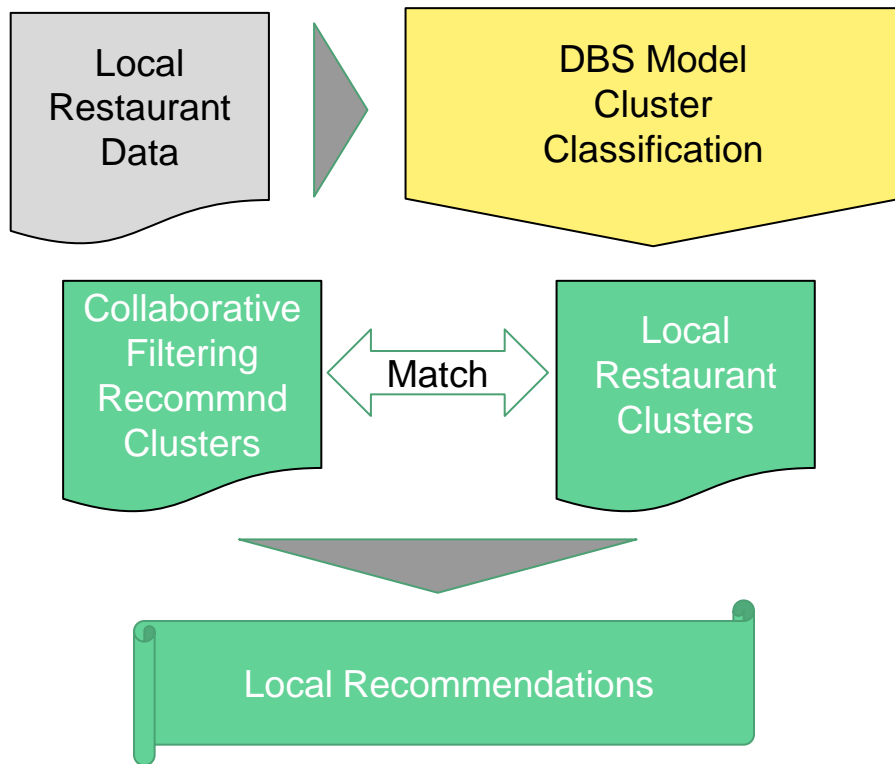 Local
Restaurant
Data
DBS Model
Cluster
Classification
Collaborative
Filtering
Recommnd
Clusters
Match
Local
Restaurant
Clusters
Local Recommendations